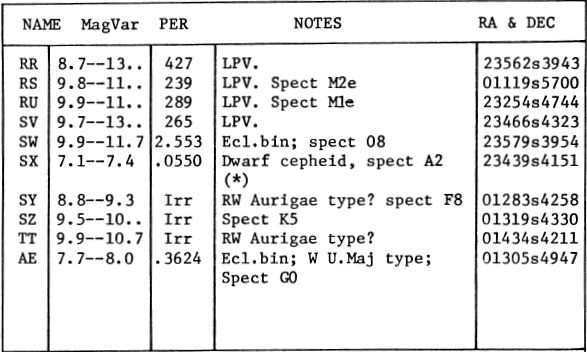 NAME MagVar PER NOTES RA & DEC
RR 8.7--13.. 427 LPV. 23562s3943
RS 9.8--11.. 239 LPV. Spect M2e 01119s5700
RU 9.9--11.. 289 LPV. Spect M1e 23254s4744
SV 9.7--13.. 265 LPV. 23466s4323
SW 9.9--11.7 2.553 Ecl.bin; spect O8 23579s3954
SX 7.1--7.4 .0550 Dwarf cepheid, spect A2 23439s4151
(*)
SY 8.8--9.3 Irr RW Aurigae type? spect F8 01283s4258
SZ 9.5--10.. Irr Spect K5 01319s4330
TT 9.9--10.7 Irr RW Aurigae type? 01434s4211
AE 7.7--8.0 .3624 Ecl.bin; W U.Maj type; 01305s4947
Spect G0